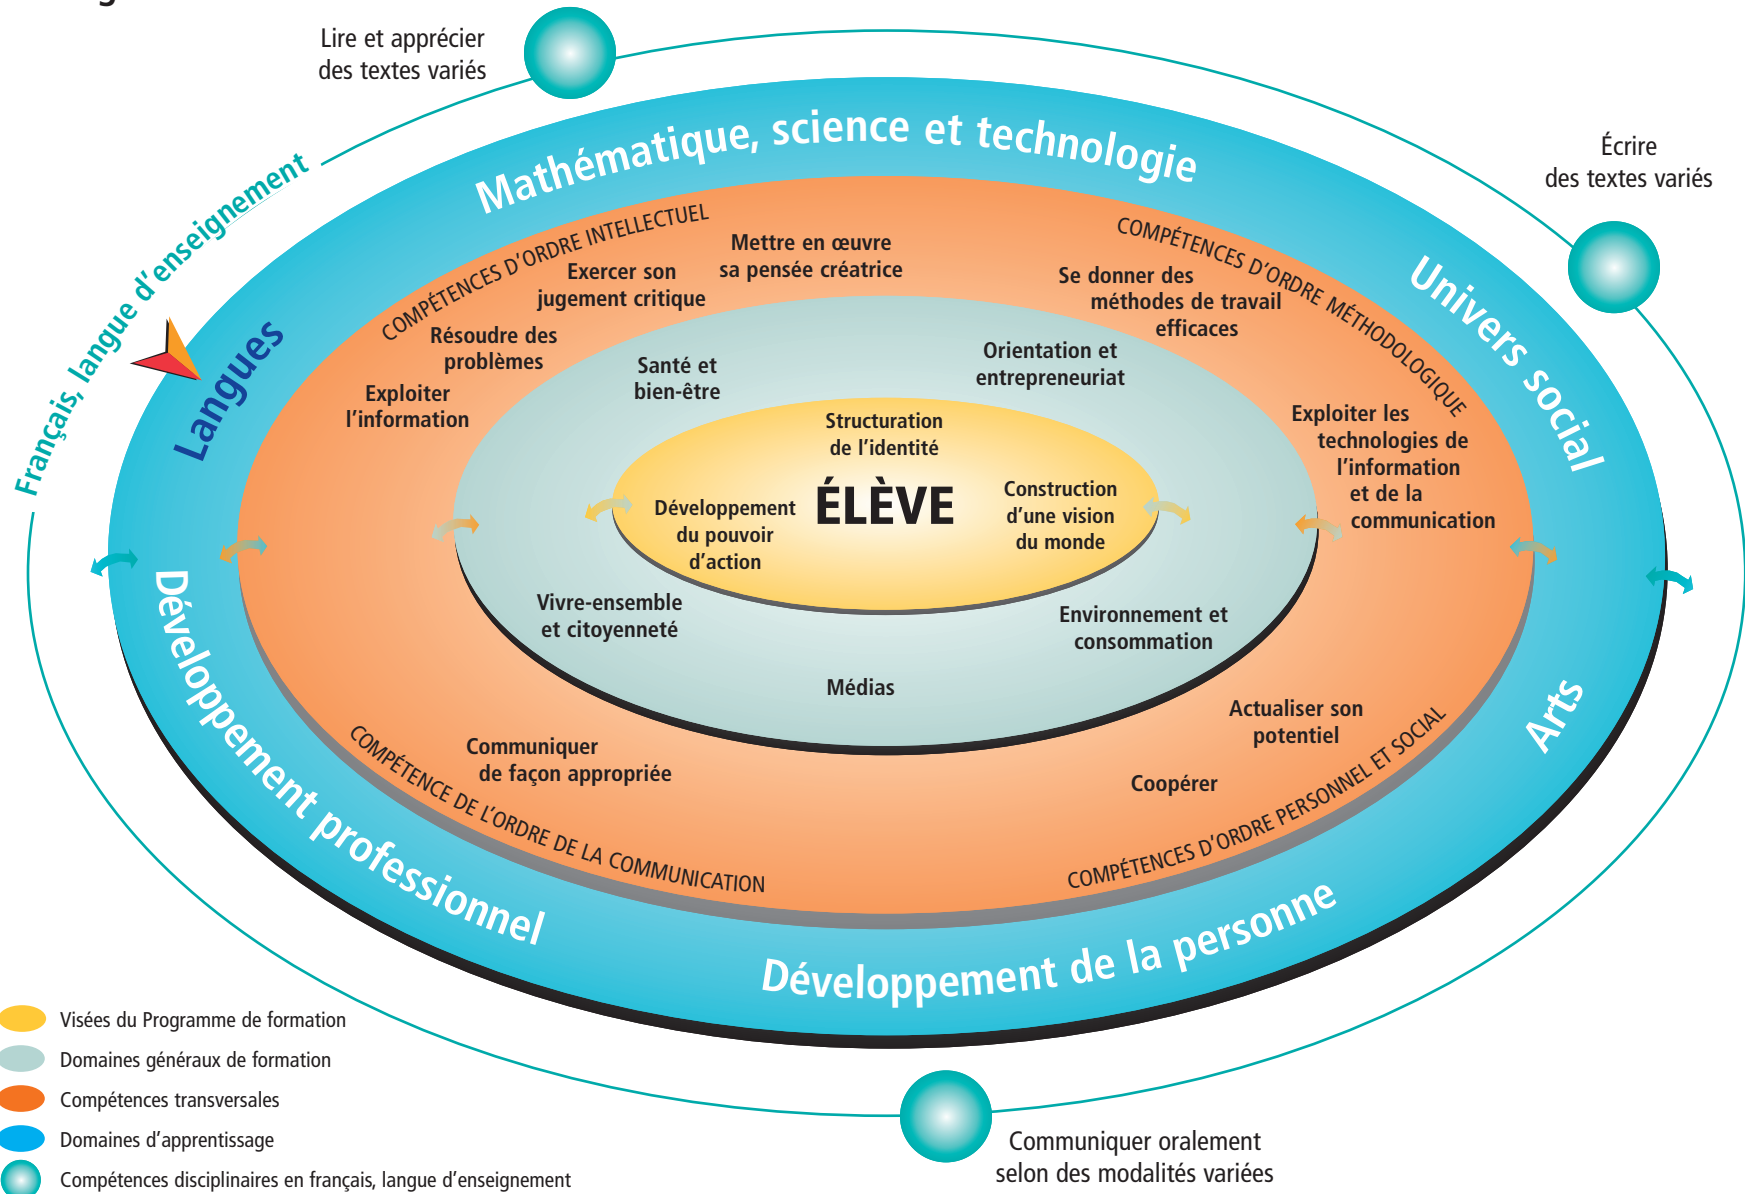 Lire et apprécier
des textes variés
Écrire
des textes variés
Français, langue d'enseignement
Mathématique, science et technologie
Langues
Univers social
COMPÉTENCES D'ORDRE INTELLECTUEL
COMPÉTENCES D'ORDRE MÉTHODOLOGIQUE
Mettre en œuvre
sa pensée créatrice
Exercer son
jugement critique
Résoudre des
problèmes
Exploiter
l'information
Se donner des
méthodes de travail
efficaces
Exploiter les
technologies de
l'information
et de la
communication
Santé et
bien-être
Orientation et
entrepreneuriat
Structuration
de l'identité
ÉLÈVE
Développement
du pouvoir
d'action
Construction
d'une vision
du monde
Vivre-ensemble
et citoyenneté
Environnement et
consommation
Médias
Communiquer
de façon appropriée
Actualiser son
potentiel
Coopérer
COMPÉTENCE DE L'ORDRE DE LA COMMUNICATION
COMPÉTENCES D'ORDRE PERSONNEL ET SOCIAL
Arts
Développement professionnel
Développement de la personne
Visées du Programme de formation
Domaines généraux de formation
Compétences transversales
Domaines d'apprentissage
Compétences disciplinaires en français, langue d'enseignement
Communiquer oralement
selon des modalités variées